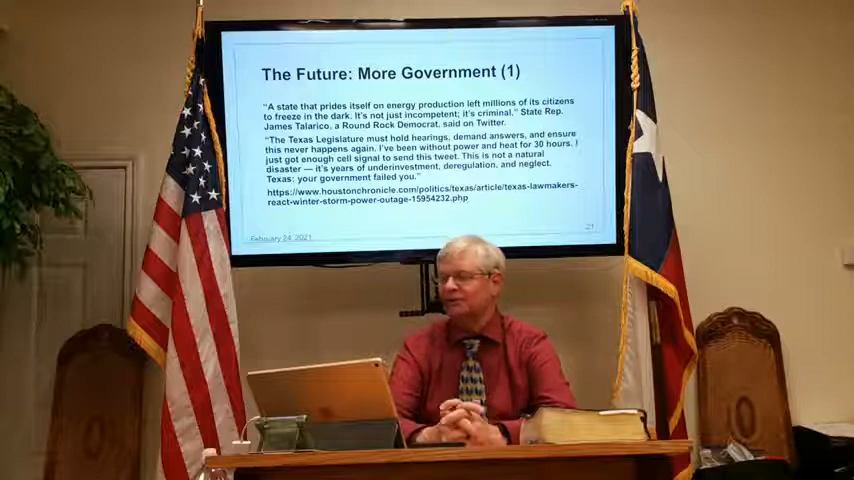 The Future: More Government (1)
"A state that prides itself on energy production left millions of its citizens
to freeze in the dark. It's not just incompetent; it's criminal." State Rep.
James Talarico, a Round Rock Democrat, said on Twitter.
"The Texas Legislature must hold hearings, demand answers, and ensure
this never happens again. I've been without power and heat for 30 hours. I
just got enough cell signal to send this tweet. This is not a natural
disaster — it's years of underinvestment, deregulation, and neglect.
Texas: your government failed you."
https://www.houstonchronicle.com/politics/texas/article/texas-lawmakers-
react-winter-storm-power-outage-15954232.php
February 24, 2021
21